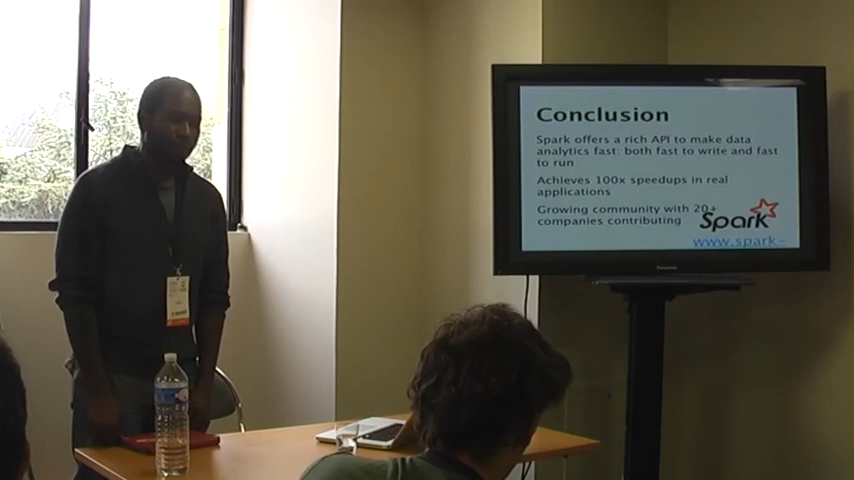 Conclusion
Spark offers a rich API to make data
analytics fast: both fast to write and fast
to run
Achieves 100x speedups in real
applications
Growing community with 20+
companies contributing
Spark
www.spark-
Panasonic